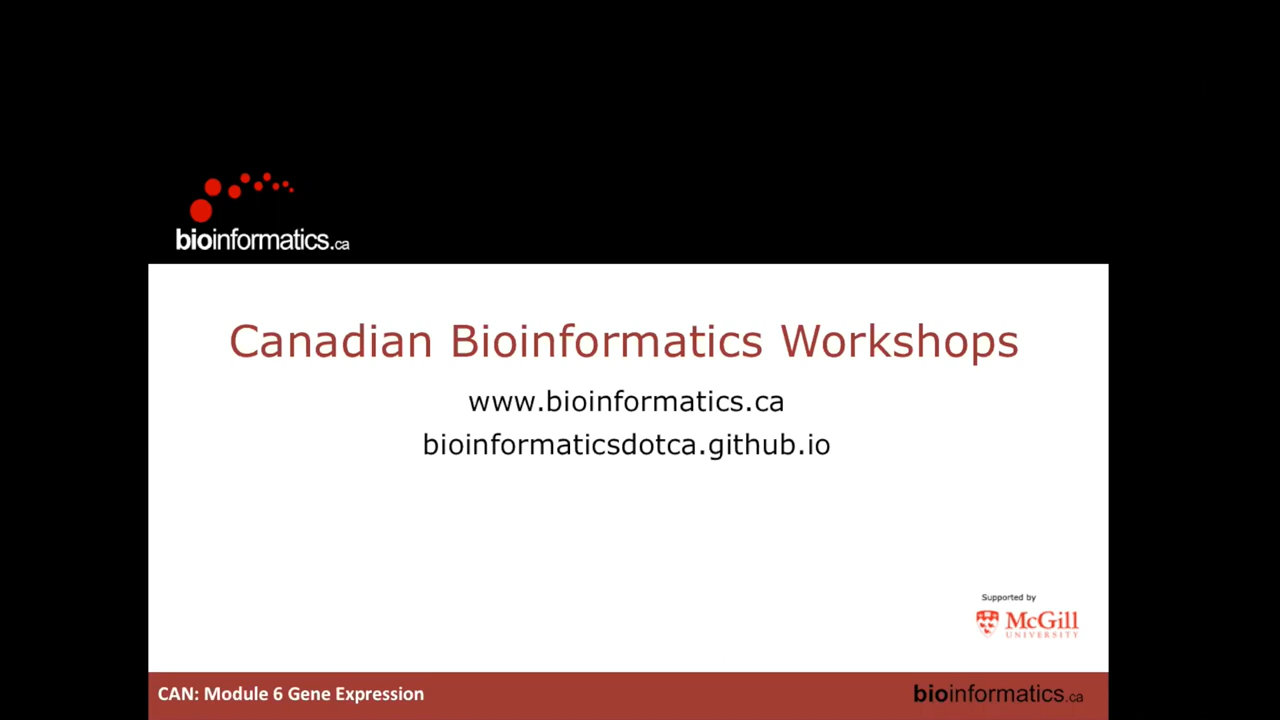 bioinformatics.ca
Canadian Bioinformatics Workshops
www.bioinformatics.ca
bioinformaticsdotca.github.io
Supported by
McGill
UNIVERSITY
CAN: Module 6 Gene Expression
bioinformatics.ca